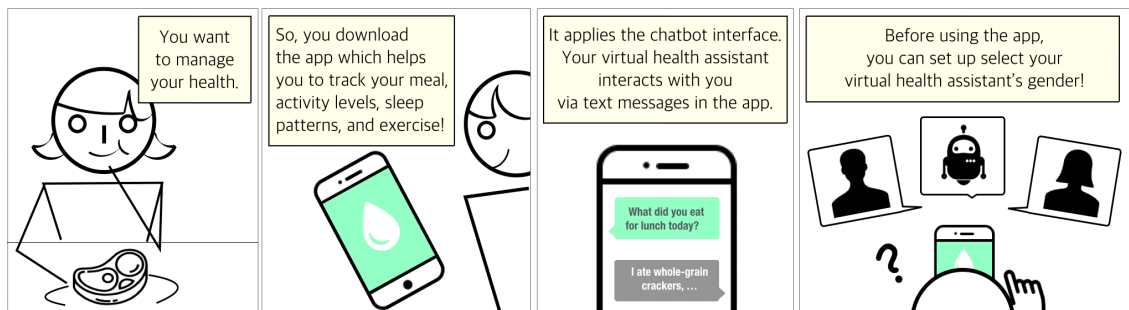 You want
to manage
your health.
So, you download
the app which helps
you to track your meal,
activity levels, sleep
patterns, and exercise!
It applies the chatbot interface.
Your virtual health assistant
interacts with you
via text messages in the app.
What did you eat
for lunch today?
I ate whole-grain
crackers, ...
Before using the app,
you can set up select your
virtual health assistant's gender!
?